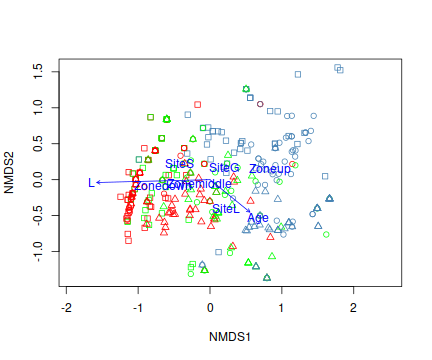 NMDS2
1.5
1.0
0.5
0.0
-0.5
-1.0
SiteS
SiteG
Zoneup
L
Zonedown
Zonemiddle
SiteL
Age
-2
-1
0
1
2
NMDS1